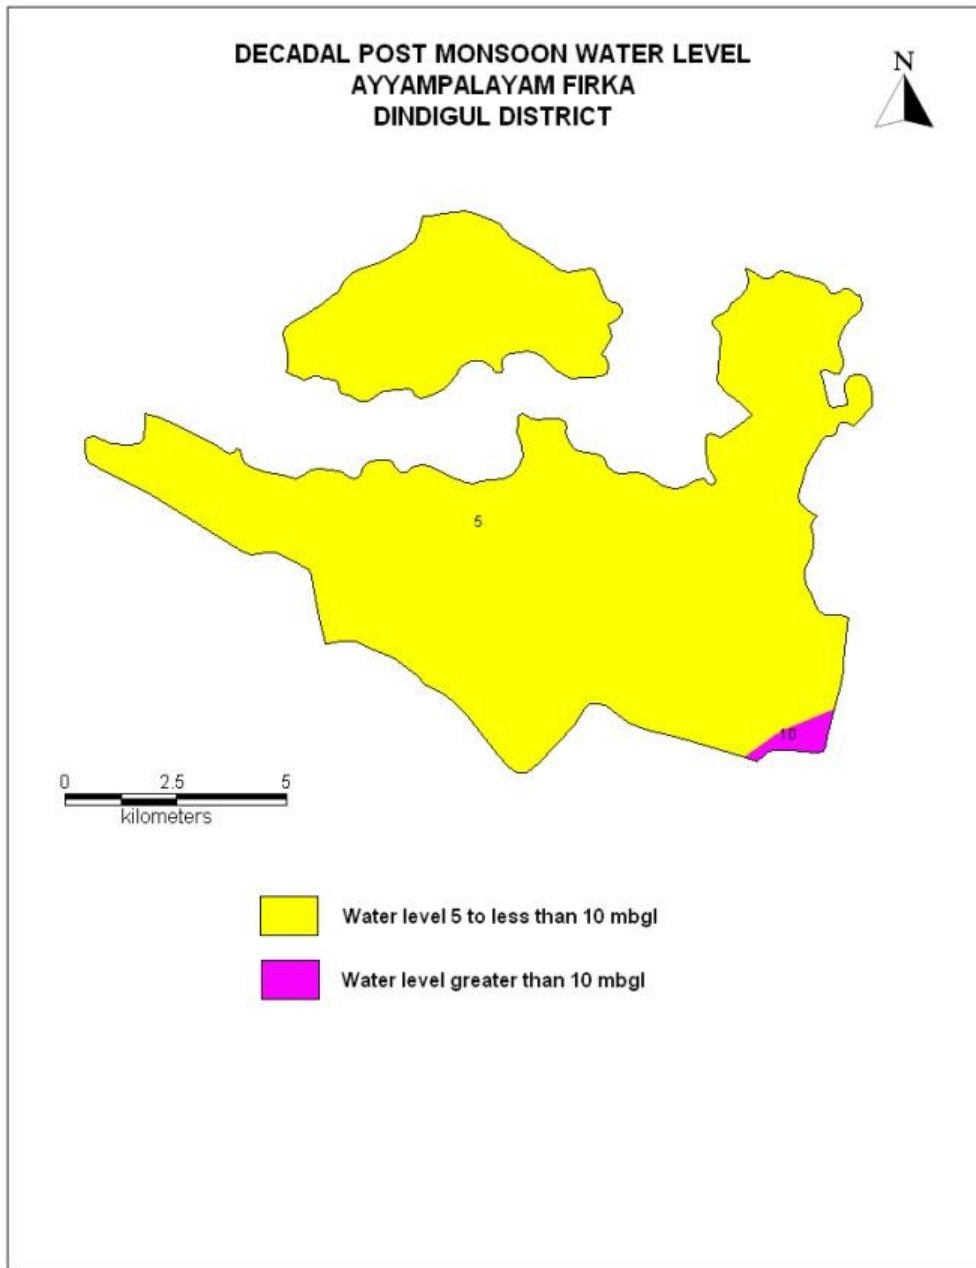 DECADAL POST MONSOON WATER LEVEL
AYYAMPALAYAM FIRKA
DINDIGUL DISTRICT
N
5
10
0 2.5 5
kilometers
Water level 5 to less than 10 mbgl
Water level greater than 10 mbgl